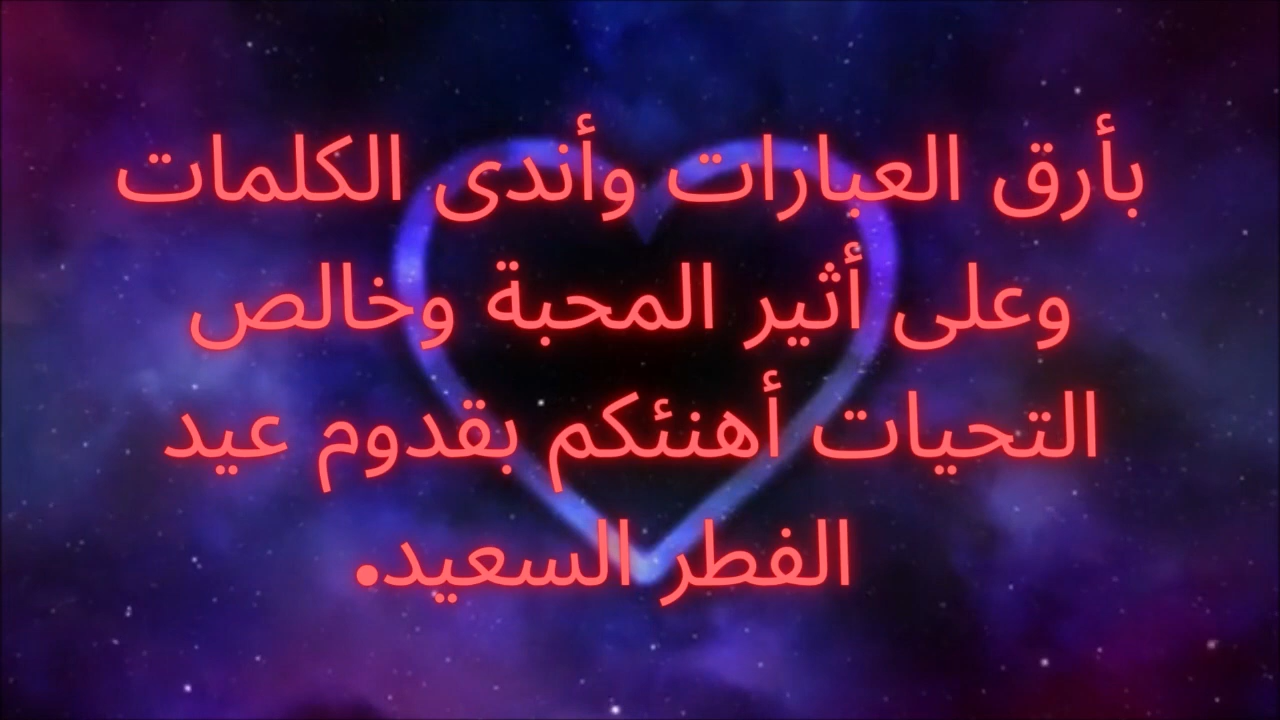 بأرق العبارات وأندى الكلمات
وعلى أثير المحبة وخالص
التحيات أهنئكم بقدوم عيد
الفطر السعيد.